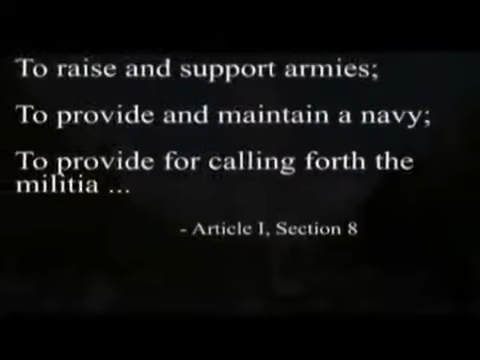 To raise and support armies;
To provide and maintain a navy;
To provide for calling forth the
militia ...
- Article I, Section 8